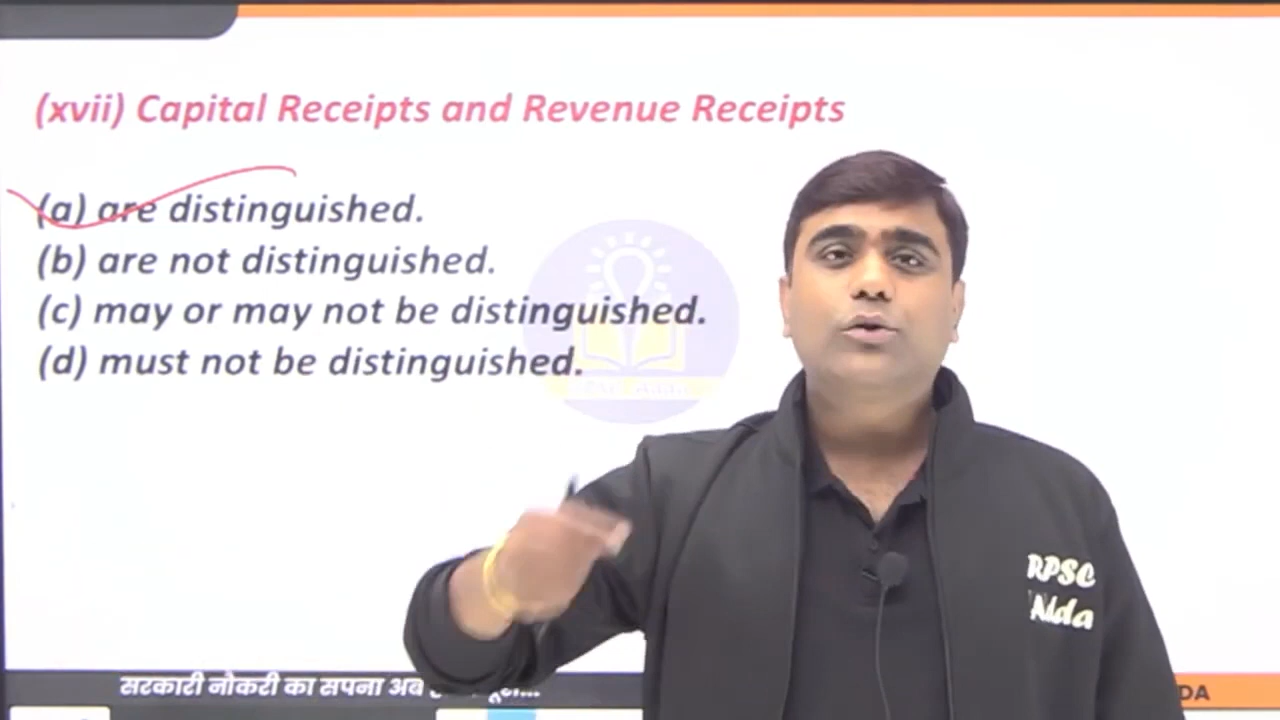 (xvii) Capital Receipts and Revenue Receipts
(a) are distinguished.
(b) are not distinguished.
(c) may or may not be distinguished.
(d) must not be distinguished.
RPSC
Adda
सरकारी नौकरी का सपना अब
DA